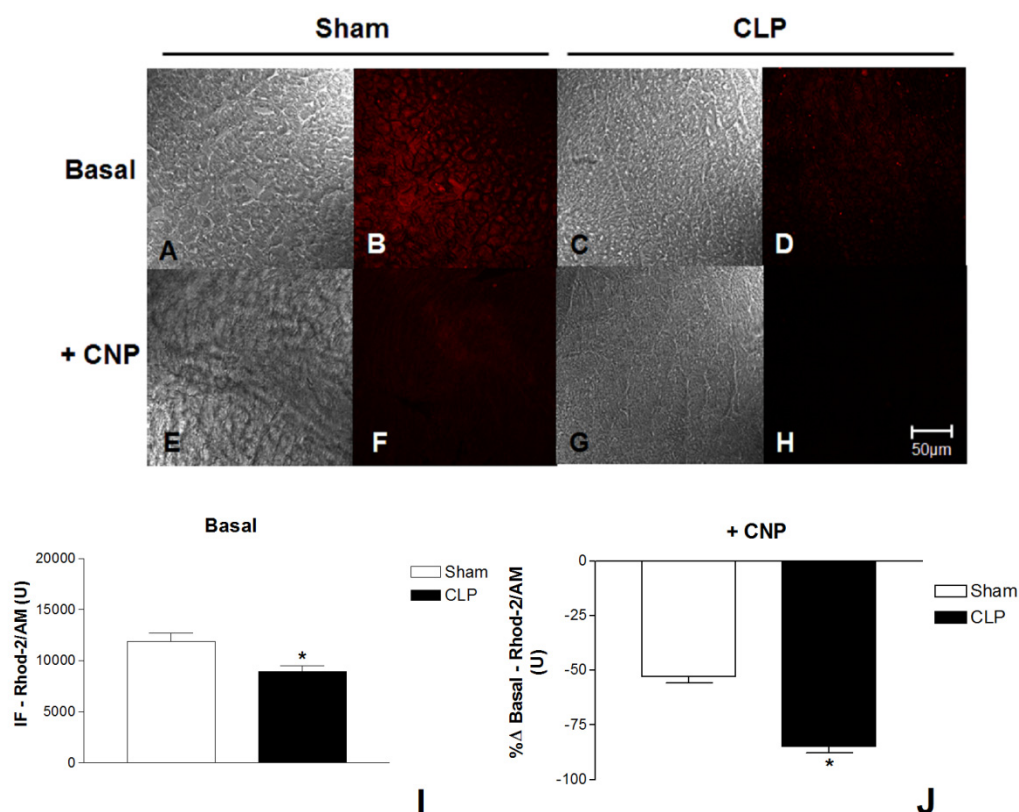 Sham CLP
Basal
A B C D
+ CNP
E F G H
50µm
Basal
IF - Rhod-2/AM (U)
20000
15000
10000
5000
0
*
Sham
CLP
I
+ CNP
%Δ Basal - Rhod-2/AM
(U)
0
-25
-50
-75
-100
*
Sham
CLP
J